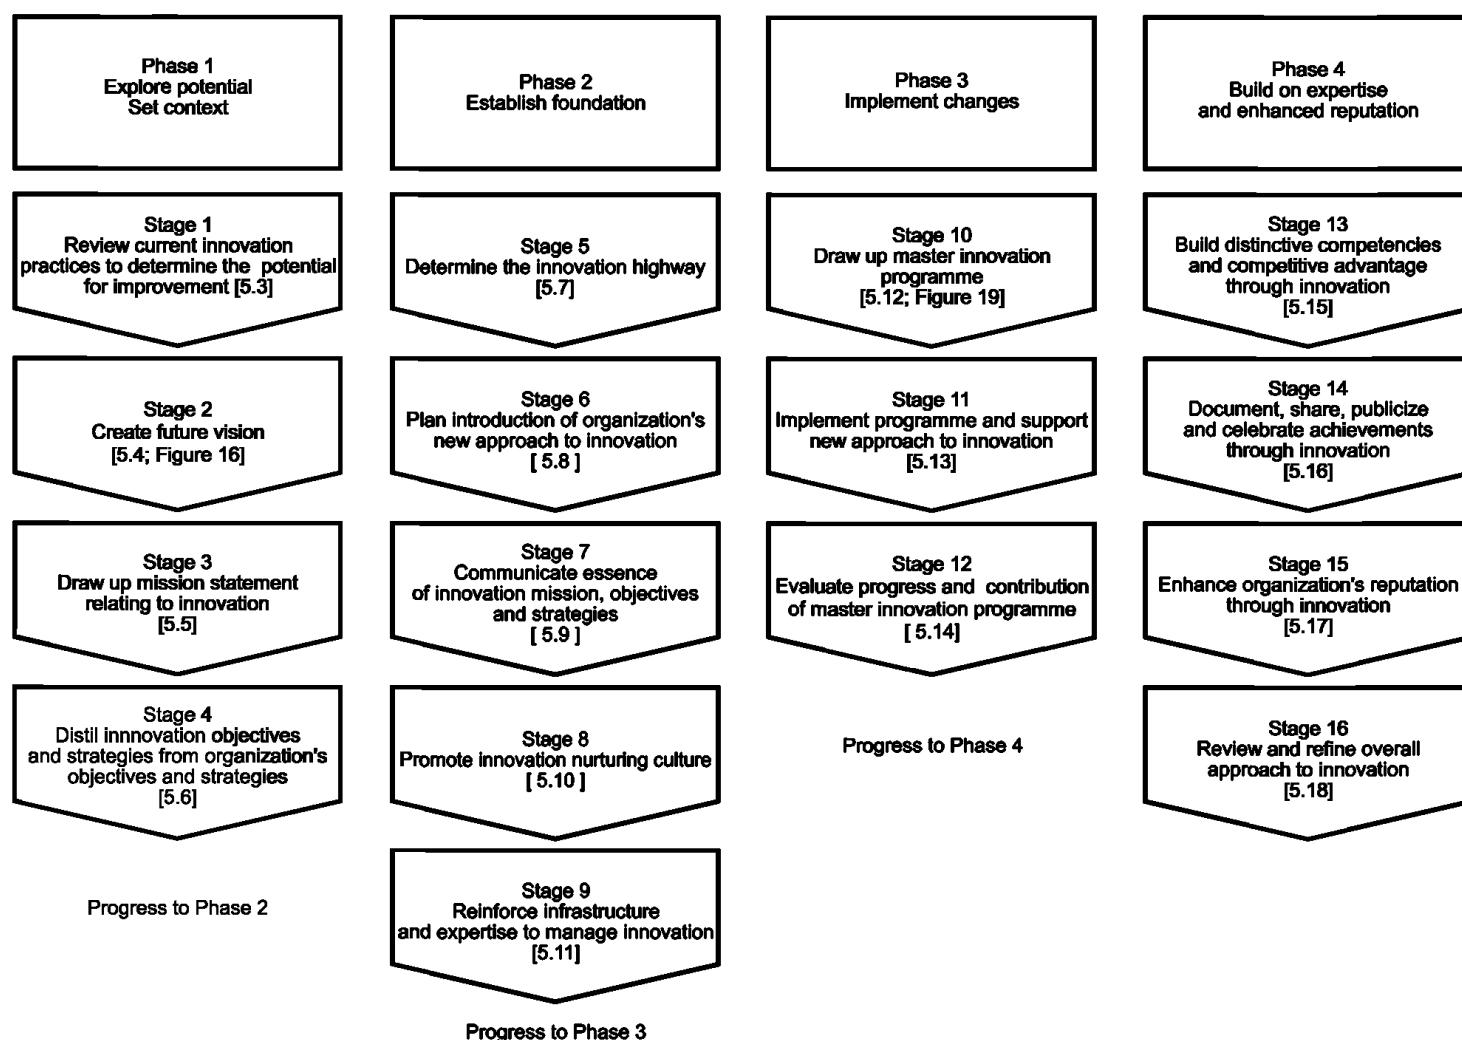 Phase 1
Explore potential
Set context
Stage 1
Review current innovation
practices to determine the potential
for improvement [5.3]
Stage 2
Create future vision
[5.4; Figure 16]
Stage 3
Draw up mission statement
relating to innovation
[5.5]
Stage 4
Distil innnovation objectives
and strategies from organization's
objectives and strategies
[5.6]
Progress to Phase 2
Phase 2
Establish foundation
Stage 5
Determine the innovation highway
[5.7]
Stage 6
Plan introduction of organization's
new approach to innovation
[ 5.8 ]
Stage 7
Communicate essence
of innovation mission, objectives
and strategies
[ 5.9 ]
Stage 8
Promote innovation nurturing culture
[ 5.10 ]
Stage 9
Reinforce infrastructure
and expertise to manage innovation
[5.11]
Progress to Phase 3
Phase 3
Implement changes
Stage 10
Draw up master innovation
programme
[5.12; Figure 19]
Stage 11
Implement programme and support
new approach to innovation
[5.13]
Stage 12
Evaluate progress and contribution
of master innovation programme
[ 5.14]
Progress to Phase 4
Phase 4
Build on expertise
and enhanced reputation
Stage 13
Build distinctive competencies
and competitive advantage
through innovation
[5.15]
Stage 14
Document, share, publicize
and celebrate achievements
through innovation
[5.16]
Stage 15
Enhance organization's reputation
through innovation
[5.17]
Stage 16
Review and refine overall
approach to innovation
[5.18]